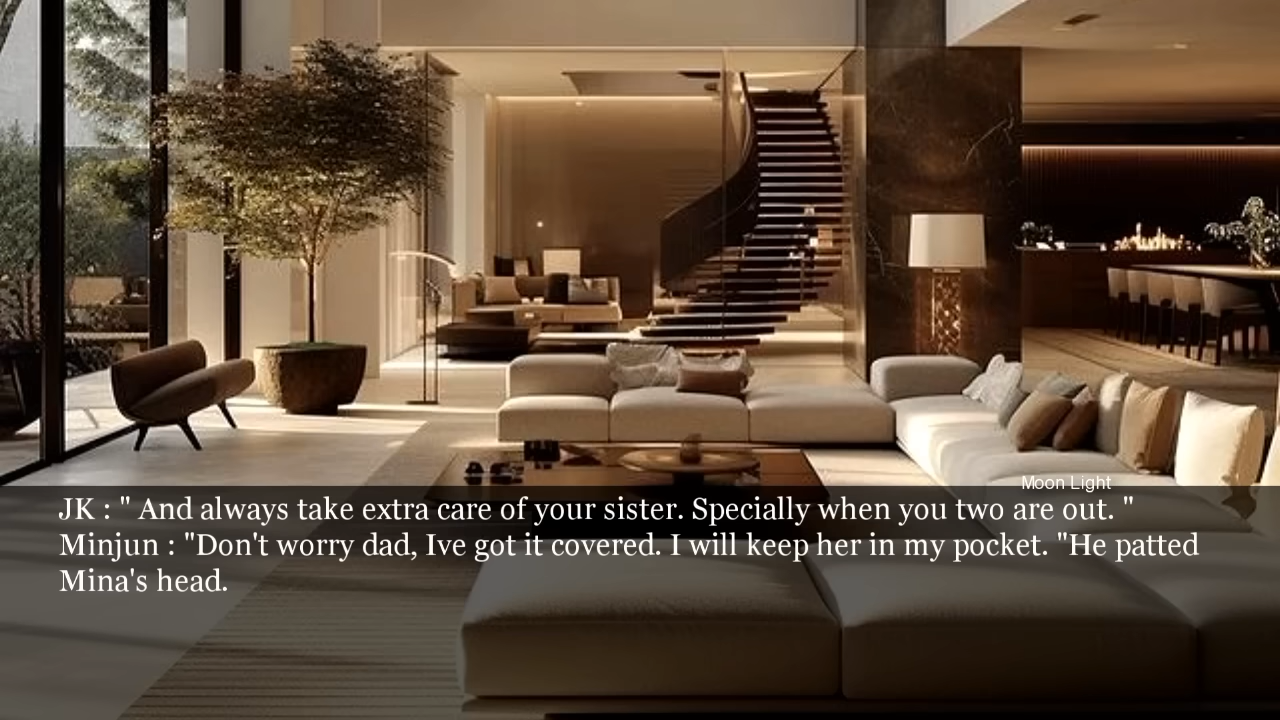 Moon Light
JK : " And always take extra care of your sister. Specially when you two are out. "
Minjun : "Don't worry dad, Ive got it covered. I will keep her in my pocket. "He patted
Mina's head.